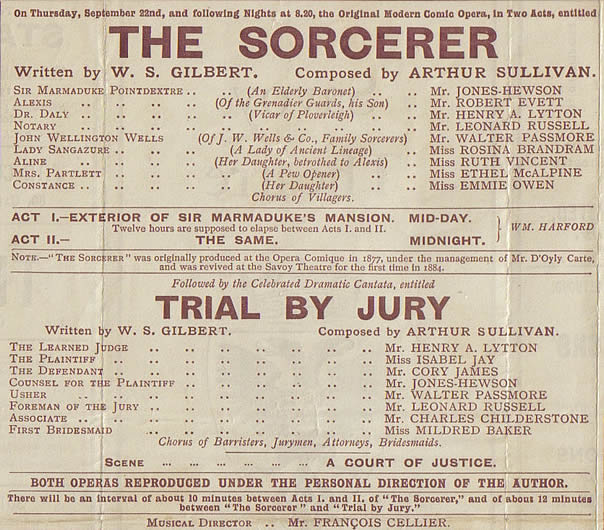 On Thursday, September 22nd, and following Nights at 8.20, the Original Modern Comic Opera, in Two Acts, entitled
THE SORCERER
Written by W. S. GILBERT. Composed by ARTHUR SULLIVAN.
SIR MARMADUKE POINTDEXTRE .. .. (An Elderly Baronet) .. .. Mr. JONES-HEWSON
ALEXIS .. .. .. (Of the Grenadier Guards, his Son) .. .. Mr. ROBERT EVETT
DR. DALY .. .. .. .. (Vicar of Ploverleigh) .. .. .. Mr. HENRY A. LYTTON
NOTARY .. .. .. .. .. .. .. .. Mr. LEONARD RUSSELL
JOHN WELLINGTON WELLS (Of J. W. Wells & Co., Family Sorcerers) Mr. WALTER PASSMORE
LADY SANGAZURE .. .. .. (A Lady of Ancient Lineage) .. .. Miss ROSINA BRANDRAM
ALINE .. .. .. (Her Daughter, betrothed to Alexis) .. .. Miss RUTH VINCENT
MRS. PARTLETT .. .. .. (A Pew Opener) .. .. .. Miss ETHEL McALPINE
CONSTANCE .. .. .. .. (Her Daughter) .. .. .. Miss EMMIE OWEN
Chorus of Villagers.
ACT I.—EXTERIOR OF SIR MARMADUKE'S MANSION. MID-DAY.
Twelve hours are supposed to elapse between Acts I. and II.
WM. HARFORD
ACT II.— THE SAME. MIDNIGHT.
NOTE.—"THE SORCERER" was originally produced at the Opera Comique in 1877, under the management of Mr. D'Oyly Carte,
and was revived at the Savoy Theatre for the first time in 1884.
Followed by the Celebrated Dramatic Cantata, entitled
TRIAL BY JURY
Written by W. S. GILBERT. Composed by ARTHUR SULLIVAN.
THE LEARNED JUDGE .. .. .. .. .. .. .. Mr. HENRY A. LYTTON
THE PLAINTIFF .. .. .. .. .. .. .. .. Miss ISABEL JAY
THE DEFENDANT .. .. .. .. .. .. .. .. Mr. CORY JAMES
COUNSEL FOR THE PLAINTIFF .. .. .. .. .. .. Mr. JONES-HEWSON
USHER .. .. .. .. .. .. .. .. Mr. WALTER PASSMORE
FOREMAN OF THE JURY .. .. .. .. .. .. .. Mr. LEONARD RUSSELL
ASSOCIATE .. .. .. .. .. .. .. .. Mr. CHARLES CHILDERSTONE
FIRST BRIDESMAID .. .. .. .. .. .. .. Miss MILDRED BAKER
Chorus of Barristers, Jurymen, Attorneys, Bridesmaids.
SCENE ... ... ... ... ... A COURT OF JUSTICE.
BOTH OPERAS REPRODUCED UNDER THE PERSONAL DIRECTION OF THE AUTHOR.
There will be an interval of about 10 minutes between Acts I. and II. of "The Sorcerer," and of about 12 minutes
between "The Sorcerer" and "Trial by Jury."
MUSICAL DIRECTOR .. Mr. FRANÇOIS CELLIER.